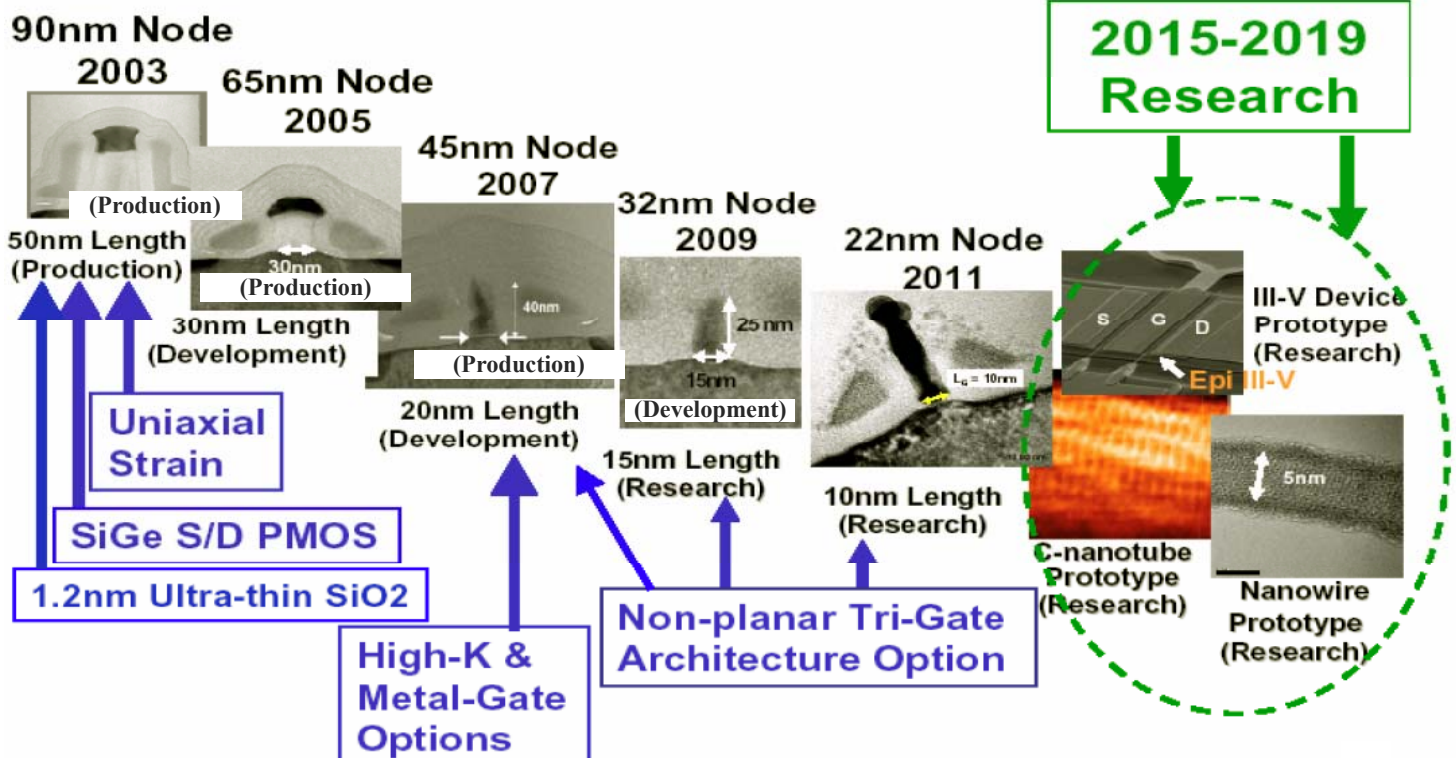 90nm Node
2003
(Production)
50nm Length
(Production)
65nm Node
2005
30nm
(Production)
30nm Length
(Development)
45nm Node
2007
40nm
(Production)
20nm Length
(Development)
32nm Node
2009
25 nm
15nm
(Development)
15nm Length
(Research)
22nm Node
2011
LG = 10nm
10nm Length
(Research)
2015-2019
Research
S G D
III-V Device
Prototype
(Research)
Epi III-V
C-nanotube
Prototype
(Research)
5nm
Nanowire
Prototype
(Research)
Uniaxial
Strain
SiGe S/D PMOS
1.2nm Ultra-thin SiO2
High-K &
Metal-Gate
Options
Non-planar Tri-Gate
Architecture Option